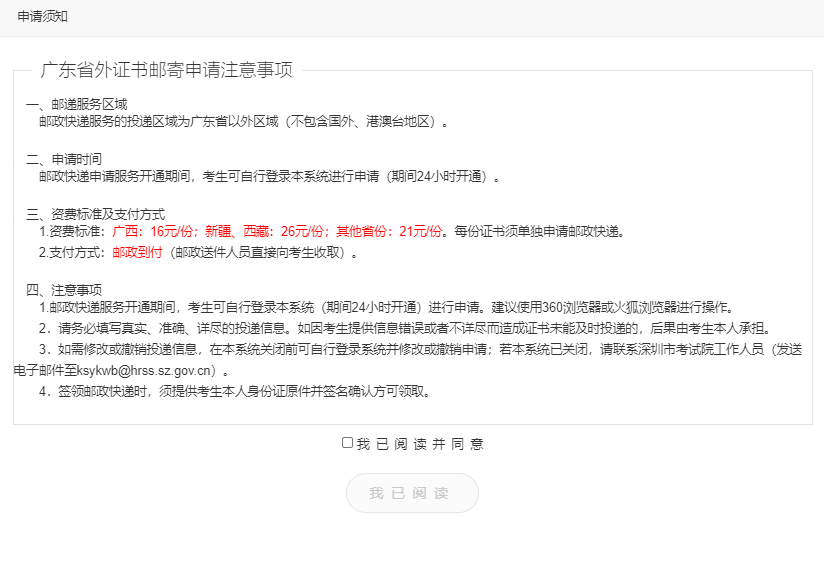 申请须知
广东省外证书邮寄申请注意事项
一、邮递服务区域
邮政快递服务的投递区域为广东省以外区域（不包含国外、港澳台地区）。
二、申请时间
邮政快递申请服务开通期间，考生可自行登录本系统进行申请（期间24小时开通）。
三、资费标准及支付方式
1.资费标准：广西：16元/份；新疆、西藏：26元/份；其他省份：21元/份。每份证书须单独申请邮政快递。
2.支付方式：邮政到付（邮政送件人员直接向考生收取）。
四、注意事项
1.邮政快递服务开通期间，考生可自行登录本系统（期间24小时开通）进行申请。建议使用360浏览器或火狐浏览器进行操作。
2．请务必填写真实、准确、详尽的投递信息。如因考生提供信息错误或者不详尽而造成证书未能及时投递的，后果由考生本人承担。
3．如需修改或撤销投递信息，在本系统关闭前可自行登录系统并修改或撤销申请；若本系统已关闭，请联系深圳市考试院工作人员（发送
电子邮件至ksykwb@hrss.sz.gov.cn）。
4．签领邮政快递时，须提供考生本人身份证原件并签名确认方可领取。
我已阅读并同意
我已阅读